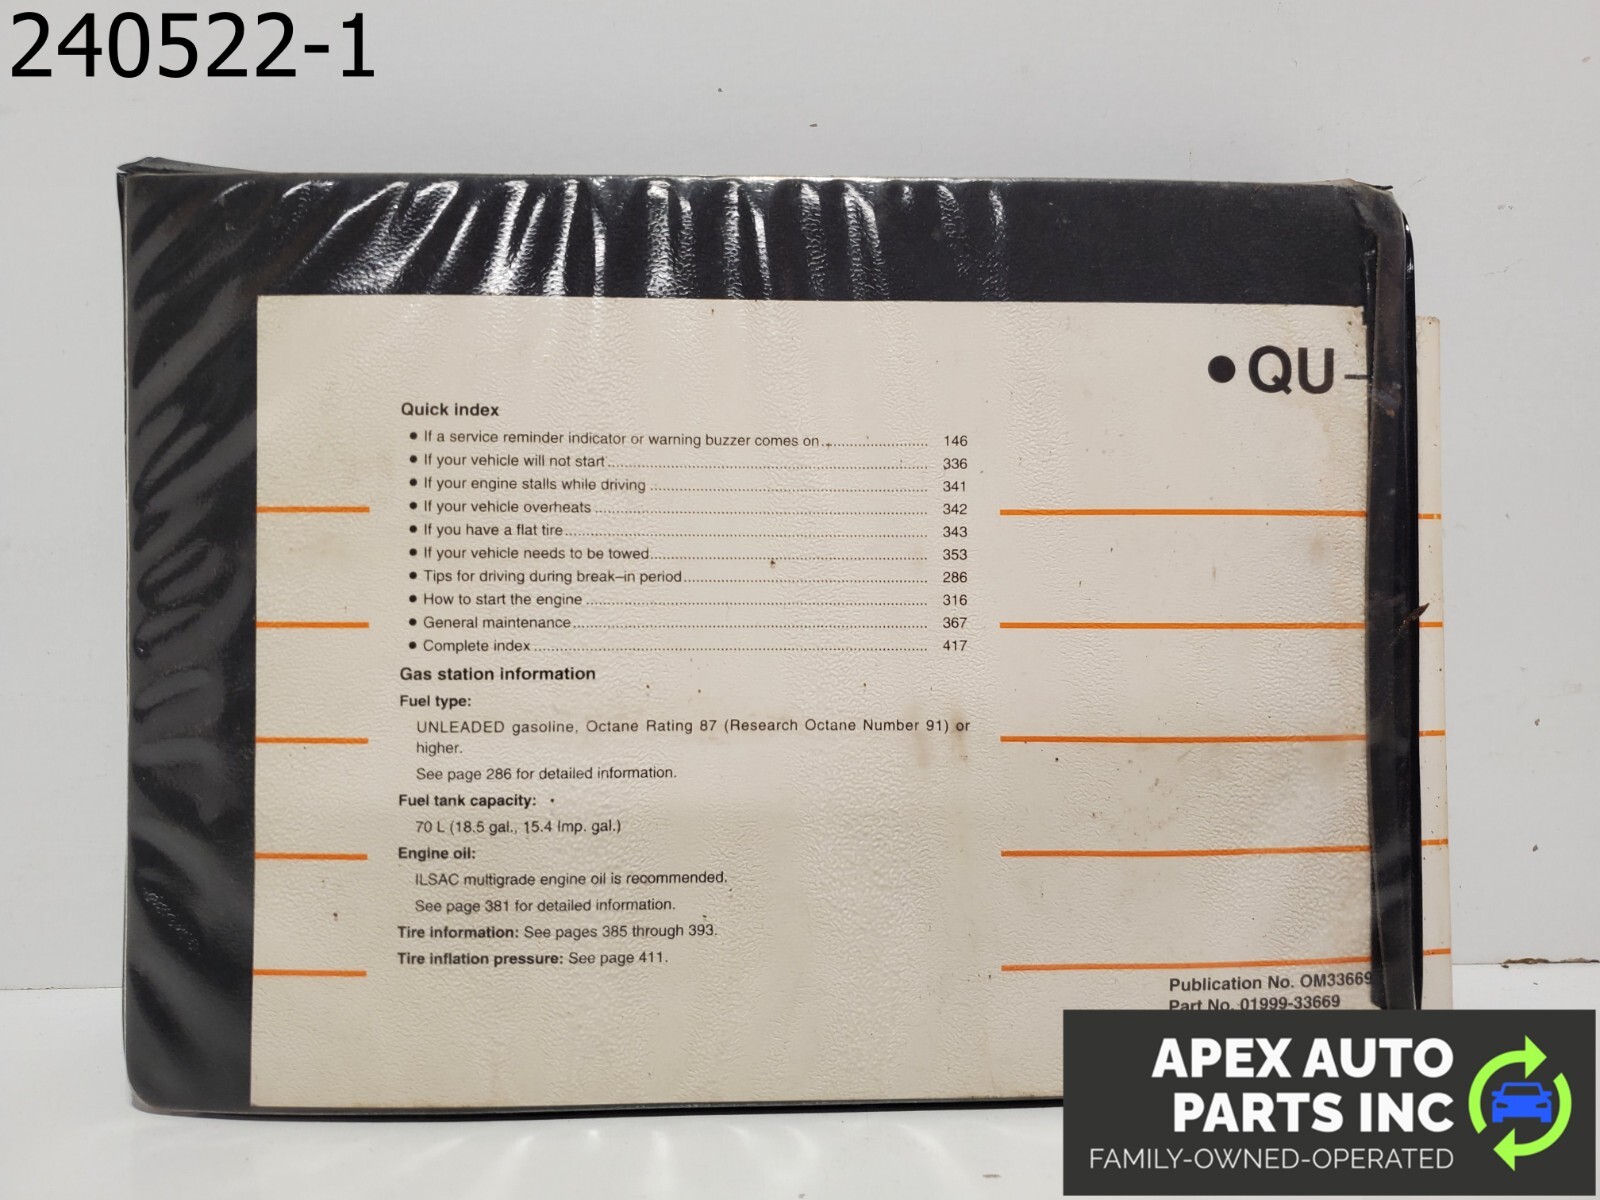 240522-1
•QU-
Quick index
● If a service reminder indicator or warning buzzer comes on .......... 146
● If your vehicle will not start .......... 336
● If your engine stalls while driving .......... 341
● If your vehicle overheats .......... 342
● If you have a flat tire .......... 343
● If your vehicle needs to be towed .......... 353
● Tips for driving during break–in period .......... 286
● How to start the engine .......... 316
● General maintenance .......... 367
● Complete index .......... 417
Gas station information
Fuel type:
UNLEADED gasoline, Octane Rating 87 (Research Octane Number 91) or
higher.
See page 286 for detailed information.
Fuel tank capacity:
70 L (18.5 gal., 15.4 Imp. gal.)
Engine oil:
ILSAC multigrade engine oil is recommended.
See page 381 for detailed information.
Tire information: See pages 385 through 393.
Tire inflation pressure: See page 411.
Publication No. OM33669
Part No. 01999-33669
APEX AUTO
PARTS INC
FAMILY-OWNED-OPERATED